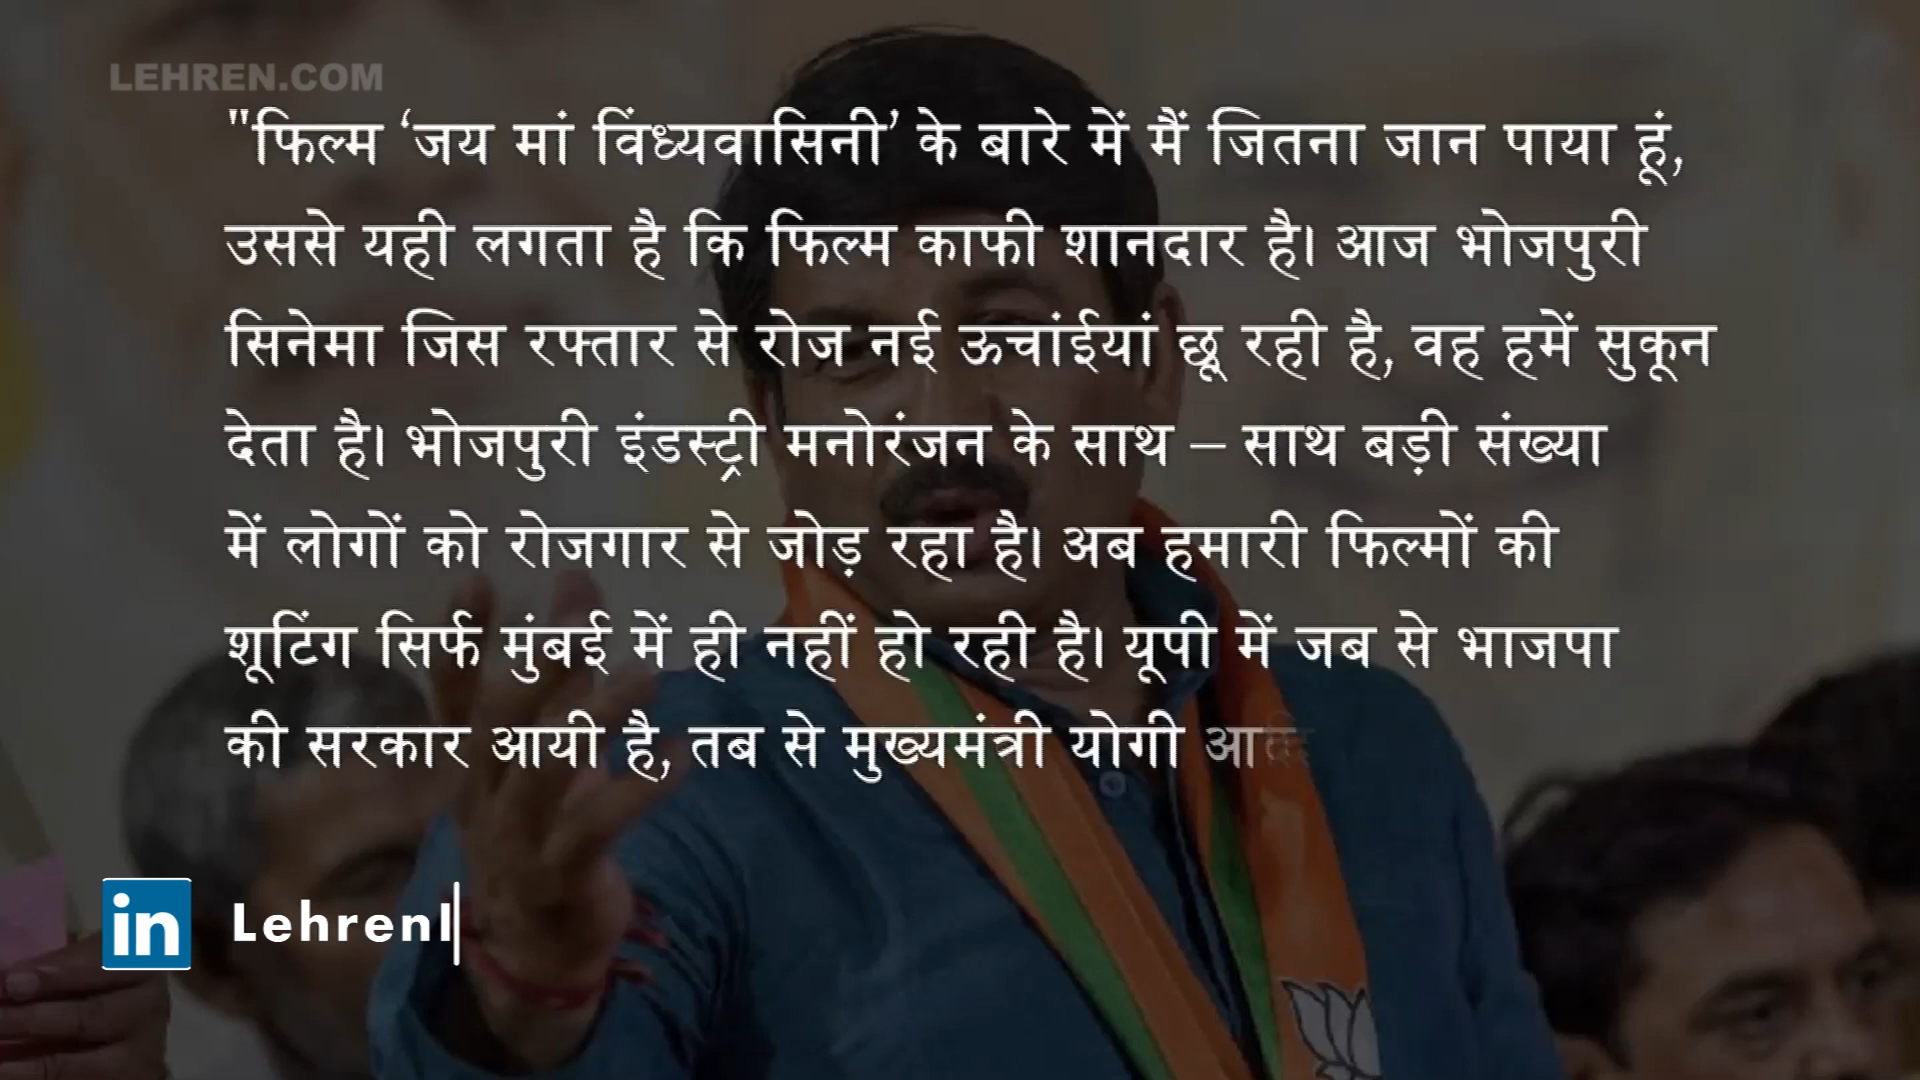 LEHREN.COM
"फिल्म ‘जय मां विंध्यवासिनी’ के बारे में मैं जितना जान पाया हूं,
उससे यही लगता है कि फिल्म काफी शानदार है। आज भोजपुरी
सिनेमा जिस रफ्तार से रोज नई ऊचांईयां छू रही है, वह हमें सुकून
देता है। भोजपुरी इंडस्ट्री मनोरंजन के साथ – साथ बड़ी संख्या
में लोगों को रोजगार से जोड़ रहा है। अब हमारी फिल्मों की
शूटिंग सिर्फ मुंबई में ही नहीं हो रही है। यूपी में जब से भाजपा
की सरकार आयी है, तब से मुख्यमंत्री योगी
in
Lehren